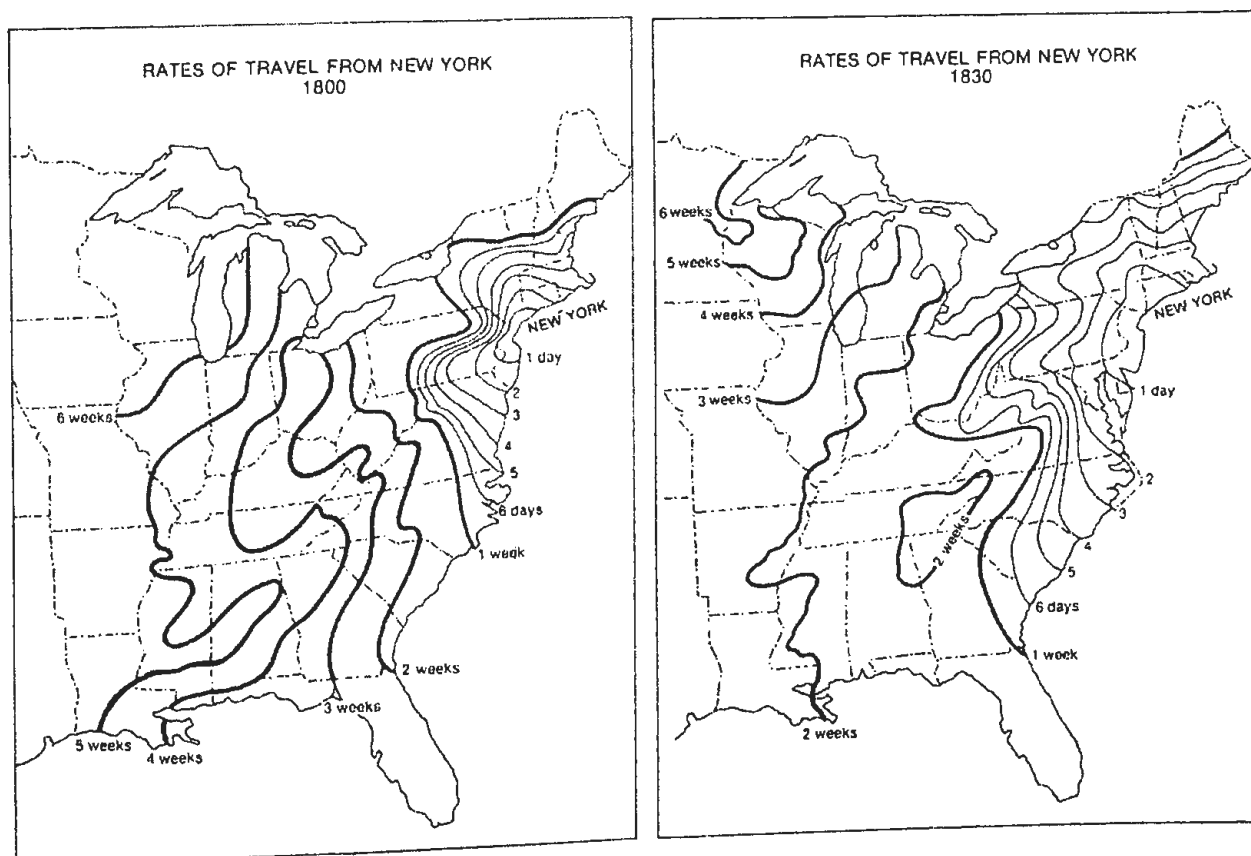 RATES OF TRAVEL FROM NEW YORK
1800
NEW YORK
1 day
2
3
4
5
6 days
1 week
2 weeks
3 weeks
4 weeks
5 weeks
6 weeks
RATES OF TRAVEL FROM NEW YORK
1830
6 weeks
5 weeks
4 weeks
3 weeks
NEW YORK
1 day
2
3
4
5
6 days
1 week
2 weeks
2 weeks